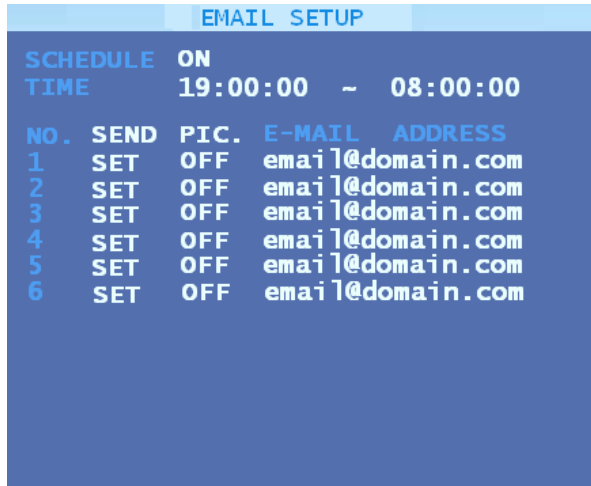 EMAIL SETUP
SCHEDULE ON
TIME 19:00:00 ~ 08:00:00
NO. SEND PIC. E-MAIL ADDRESS
1 SET OFF email@domain.com
2 SET OFF email@domain.com
3 SET OFF email@domain.com
4 SET OFF email@domain.com
5 SET OFF email@domain.com
6 SET OFF email@domain.com